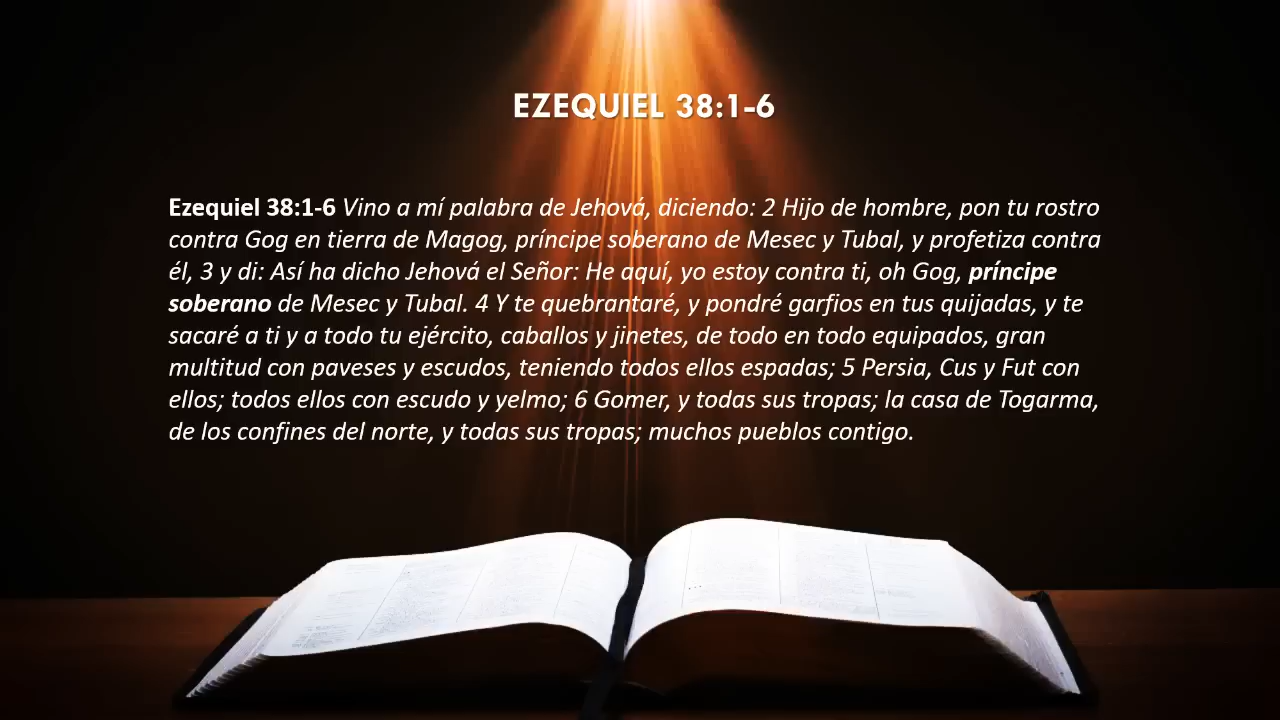 EZEQUIEL 38:1-6
Ezequiel 38:1-6 Vino a mí palabra de Jehová, diciendo: 2 Hijo de hombre, pon tu rostro
contra Gog en tierra de Magog, príncipe soberano de Mesec y Tubal, y profetiza contra
él, 3 y di: Así ha dicho Jehová el Señor: He aquí, yo estoy contra ti, oh Gog, príncipe
soberano de Mesec y Tubal. 4 Y te quebrantaré, y pondré garfios en tus quijadas, y te
sacaré a ti y a todo tu ejército, caballos y jinetes, de todo en todo equipados, gran
multitud con paveses y escudos, teniendo todos ellos espadas; 5 Persia, Cus y Fut con
ellos; todos ellos con escudo y yelmo; 6 Gomer, y todas sus tropas; la casa de Togarma,
de los confines del norte, y todas sus tropas; muchos pueblos contigo.